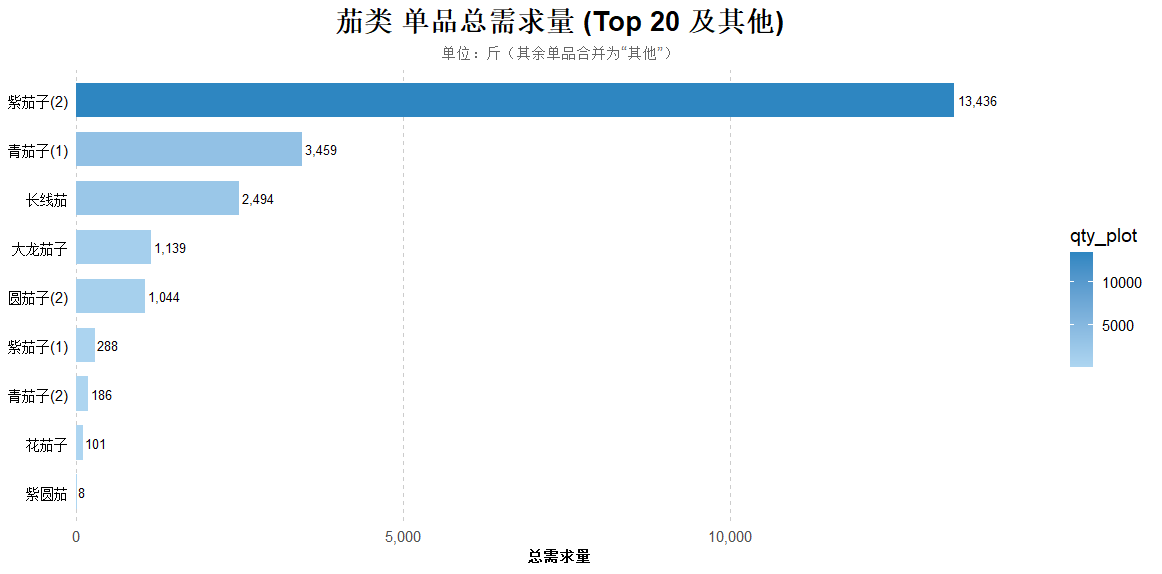 茄类 单品总需求量 (Top 20 及其他)
单位：斤（其余单品合并为“其他”）
紫茄子(2) 13,436
青茄子(1) 3,459
长线茄 2,494
大龙茄子 1,139
圆茄子(2) 1,044
紫茄子(1) 288
青茄子(2) 186
花茄子 101
紫圆茄 8
0 5,000 10,000
总需求量
qty_plot
10000
5000